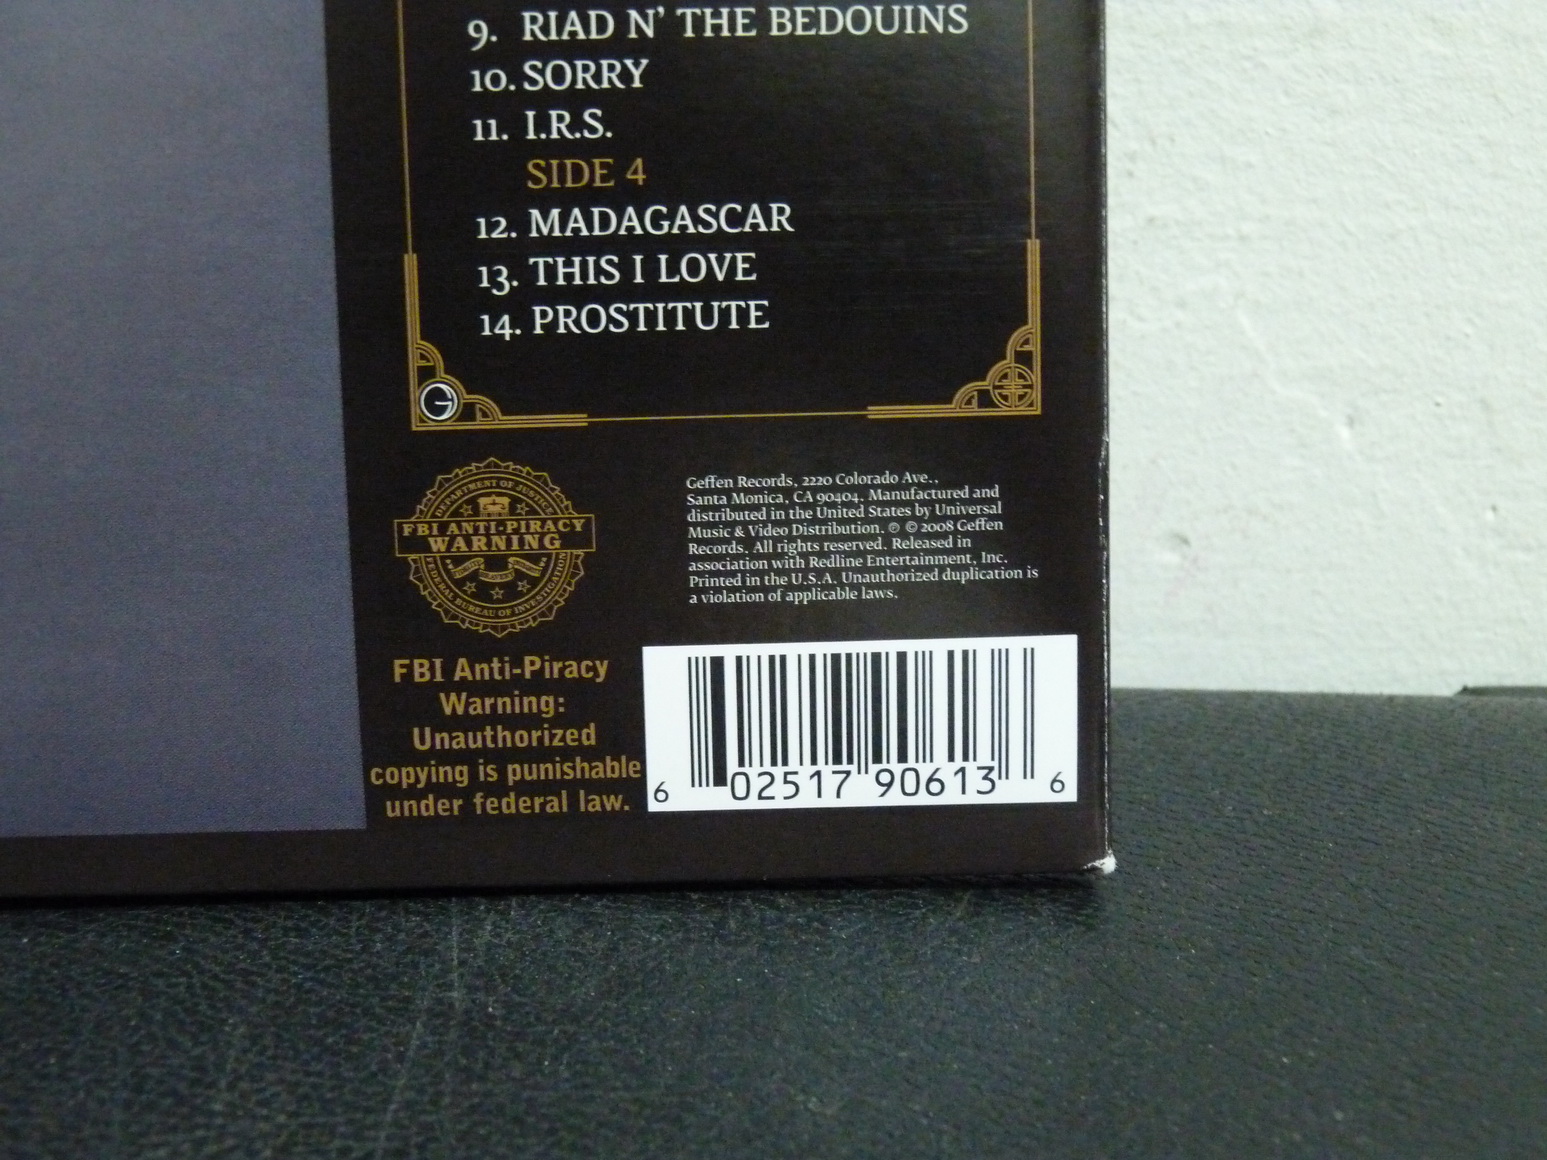 9. RIAD N' THE BEDOUINS
10. SORRY
11. I.R.S.
SIDE 4
12. MADAGASCAR
13. THIS I LOVE
14. PROSTITUTE
G
DEPARTMENT OF JUSTICE
FBI ANTI-PIRACY
WARNING
FEDERAL BUREAU OF INVESTIGATION
FBI Anti-Piracy
Warning:
Unauthorized
copying is punishable
under federal law.
Geffen Records, 2220 Colorado Ave.,
Santa Monica, CA 90404. Manufactured and
distributed in the United States by Universal
Music & Video Distribution. ℗ © 2008 Geffen
Records. All rights reserved. Released in
association with Redline Entertainment, Inc.
Printed in the U.S.A. Unauthorized duplication is
a violation of applicable laws.
6 02517 90613 6